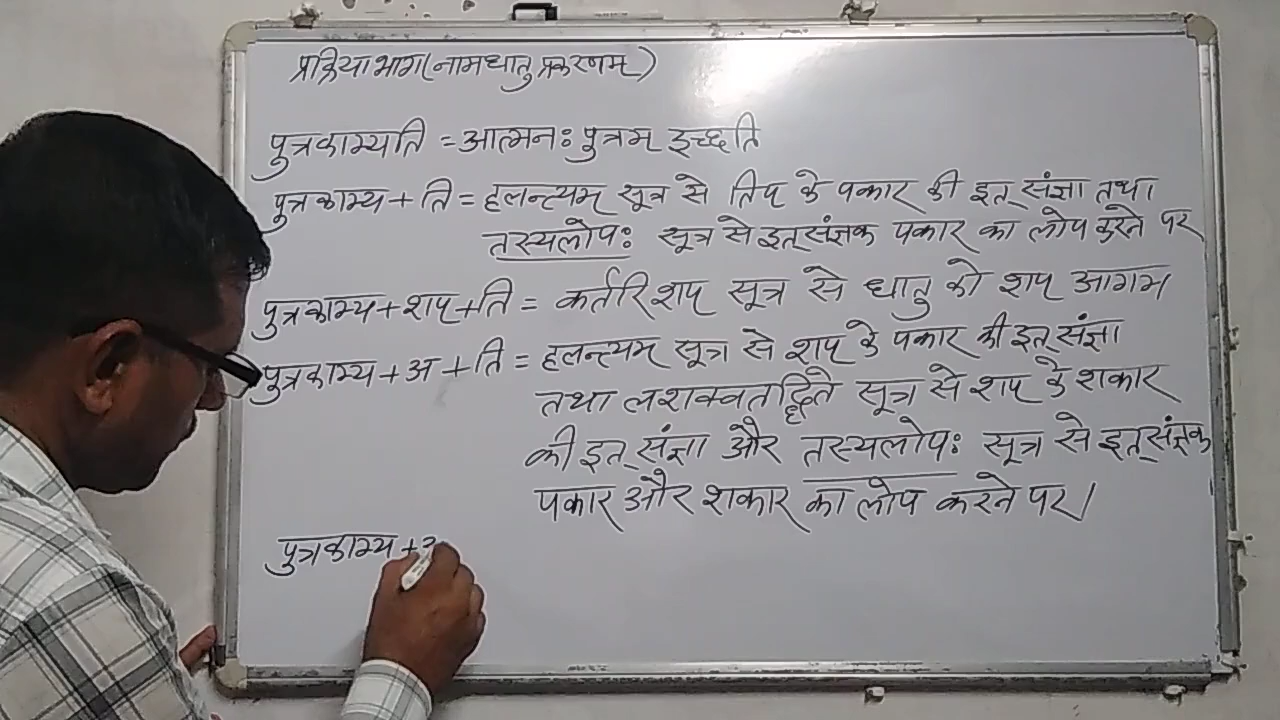 प्रक्रियाभाग(नामधातुप्रकरणम्)
पुत्रकाम्यति = आत्मनः पुत्रम् इच्छति
पुत्रकाम्य + ति = हलन्त्यम् सूत्र से तिप् के पकार की इत् संज्ञा तथा
तस्यलोपः सूत्र से इत्संज्ञक पकार का लोप करने पर
पुत्रकाम्य + शप् + ति = कर्तरिशप् सूत्र से धातु को शप् आगम
पुत्रकाम्य + अ + ति = हलन्त्यम् सूत्र से शप् के पकार की इत् संज्ञा
तथा लशक्वतद्धिते सूत्र से शप् के शकार
की इत् संज्ञा और तस्यलोपः सूत्र से इत्संज्ञक
पकार और शकार का लोप करने पर।
पुत्रकाम्य +